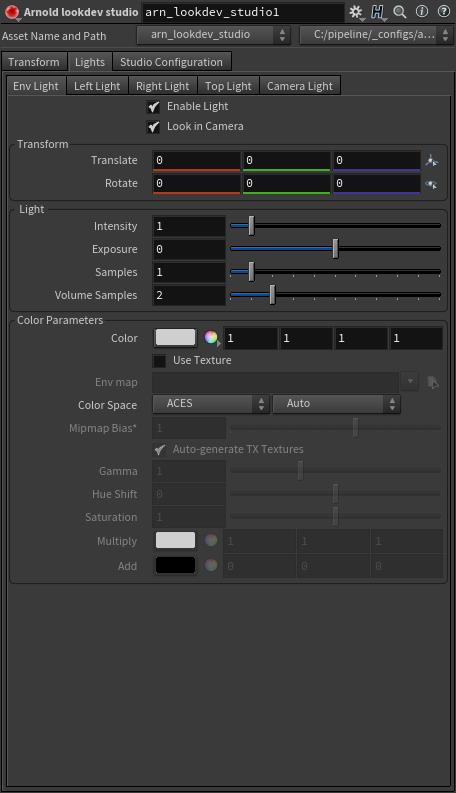 Arnold lookdev studio arn_lookdev_studio1
Asset Name and Path arn_lookdev_studio C:/pipeline/_configs/a...
Transform Lights Studio Configuration
Env Light Left Light Right Light Top Light Camera Light
Enable Light
Look in Camera
Transform
Translate 0 0 0
Rotate 0 0 0
Light
Intensity 1
Exposure 0
Samples 1
Volume Samples 2
Color Parameters
Color 1 1 1 1
Use Texture
Env map
Color Space ACES Auto
Mipmap Bias* 1
Auto-generate TX Textures
Gamma 1
Hue Shift 0
Saturation 1
Multiply 1 1 1
Add 0 0 0